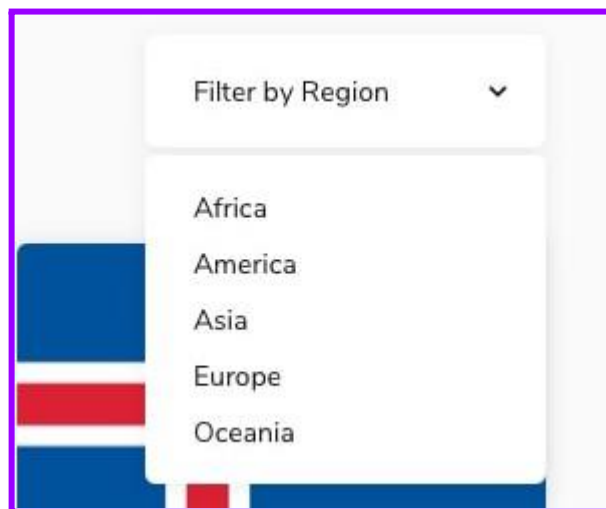 Filter by Region
Africa
America
Asia
Europe
Oceania